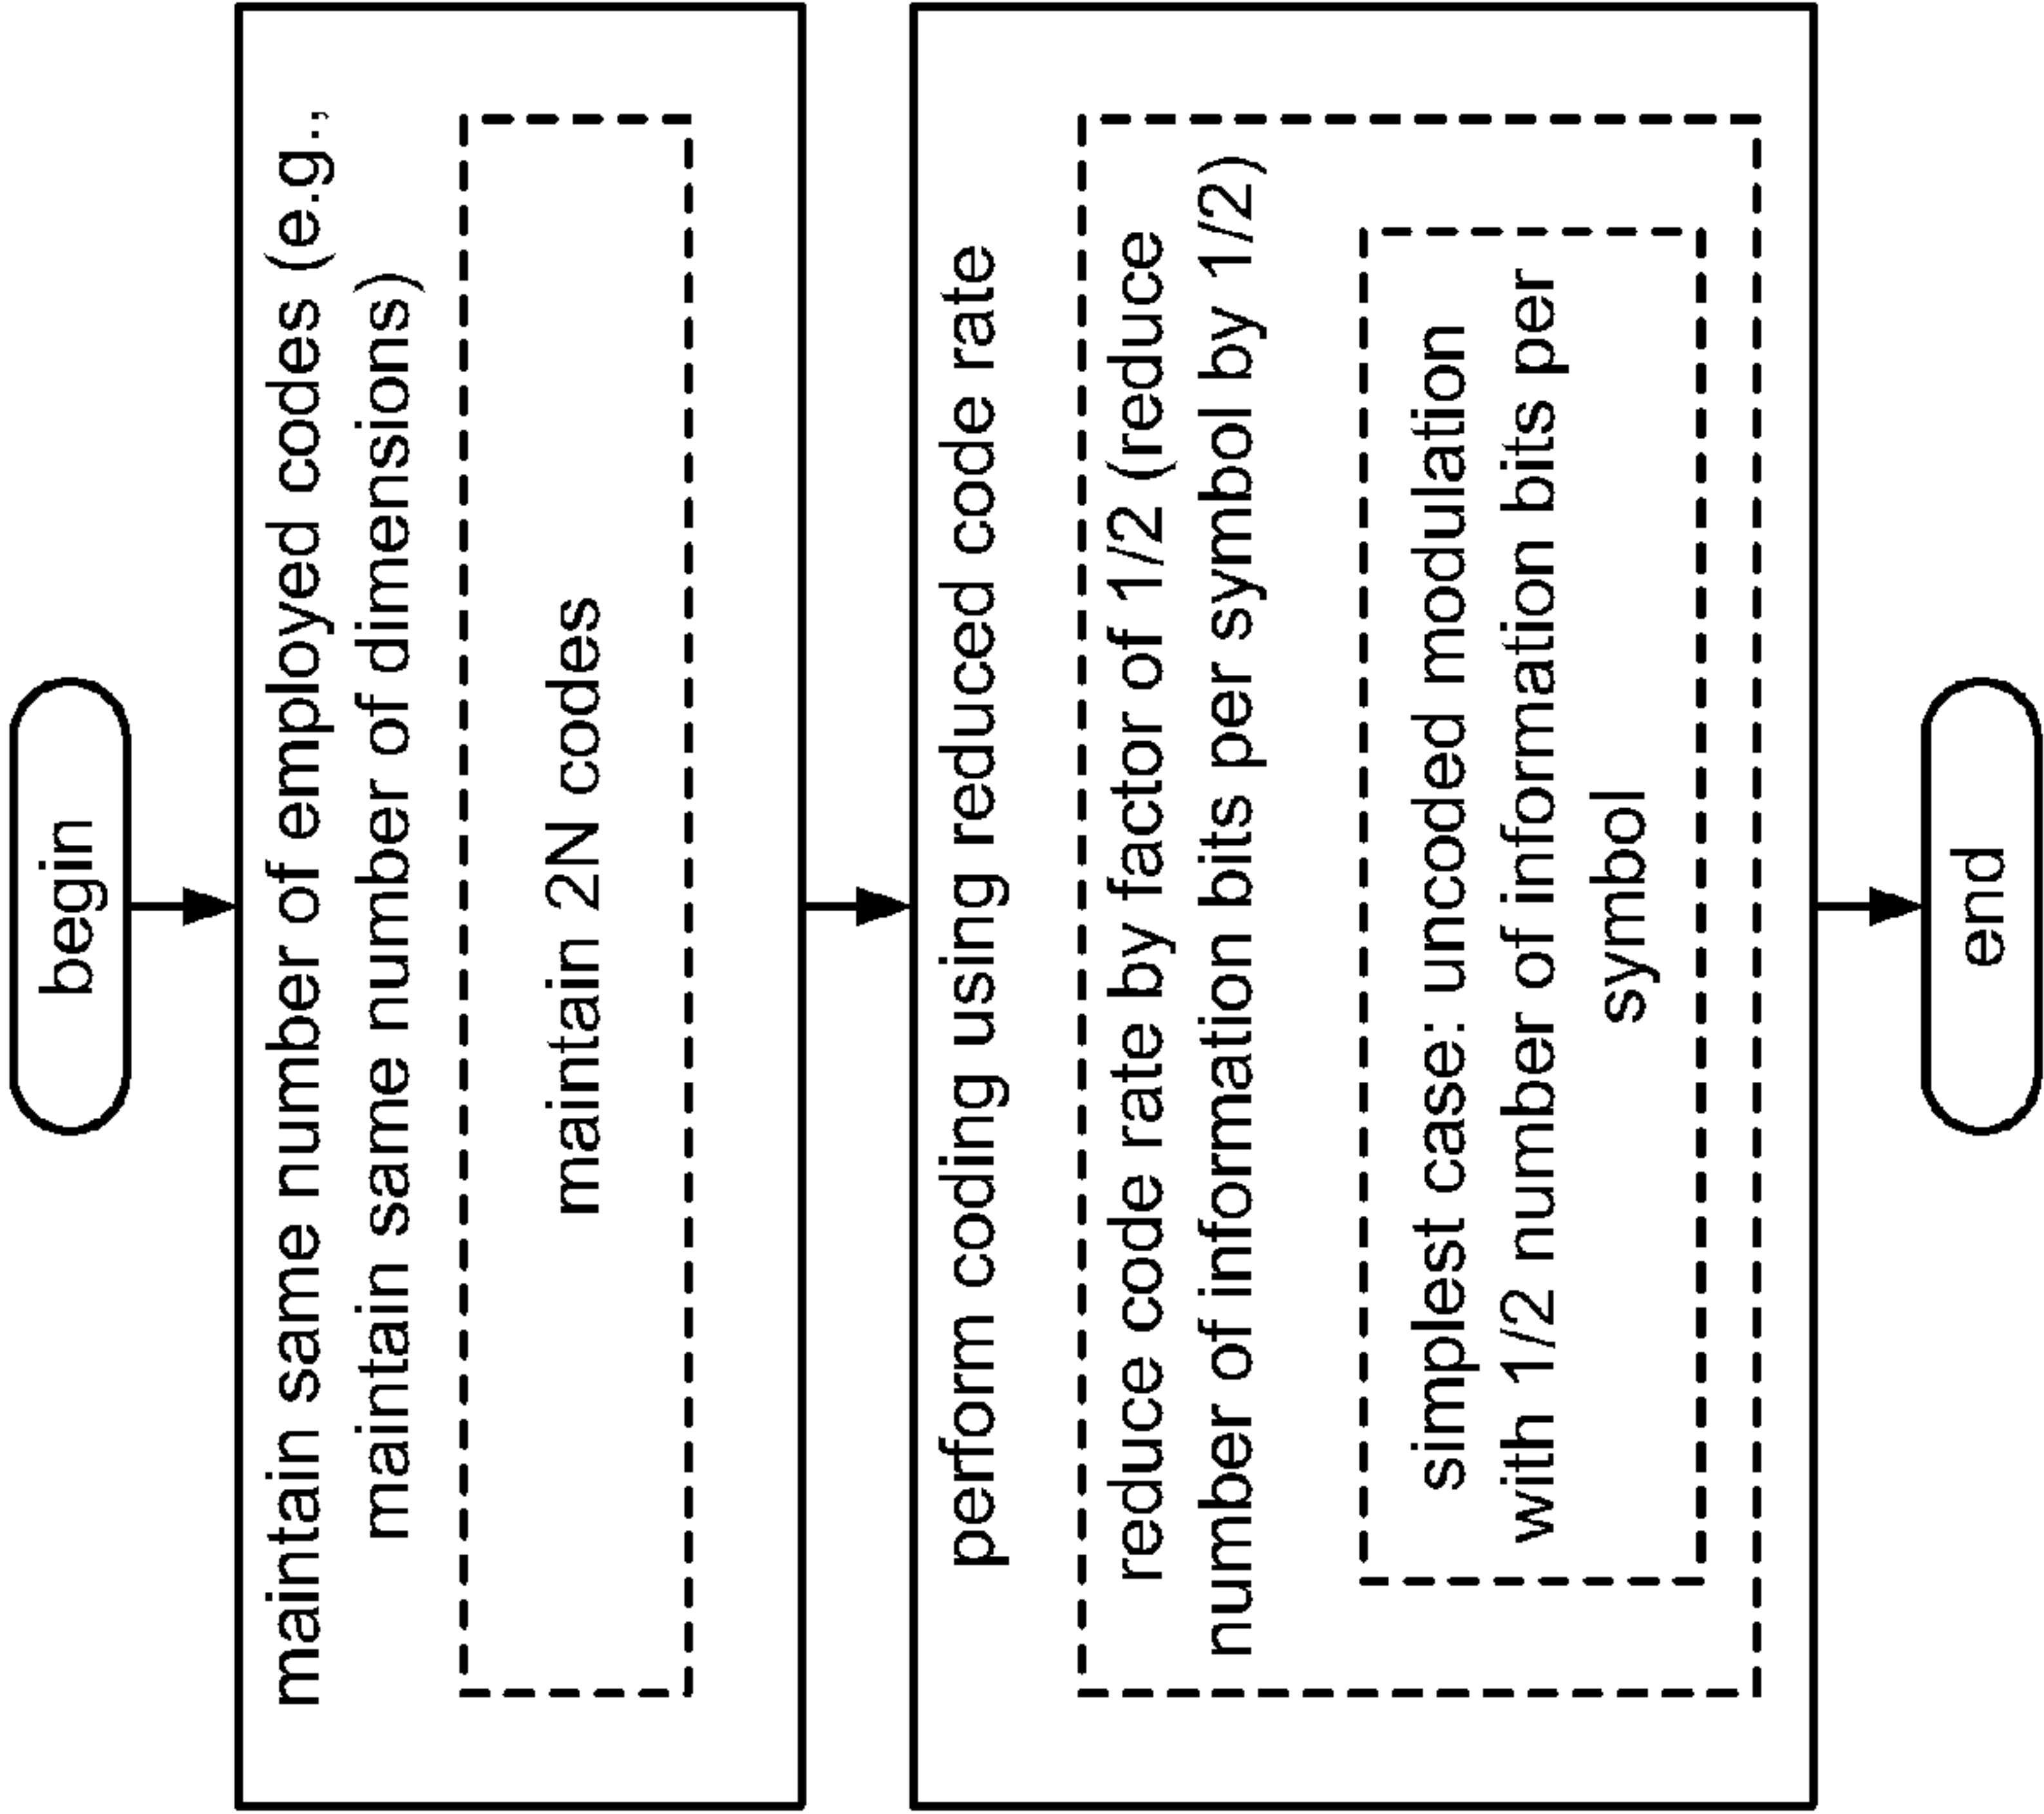 begin
maintain same number of employed codes (e.g.,
maintain same number of dimensions)
maintain 2N codes
perform coding using reduced code rate
reduce code rate by factor of 1/2 (reduce
number of information bits per symbol by 1/2)
simplest case: uncoded modulation
with 1/2 number of information bits per
symbol
end